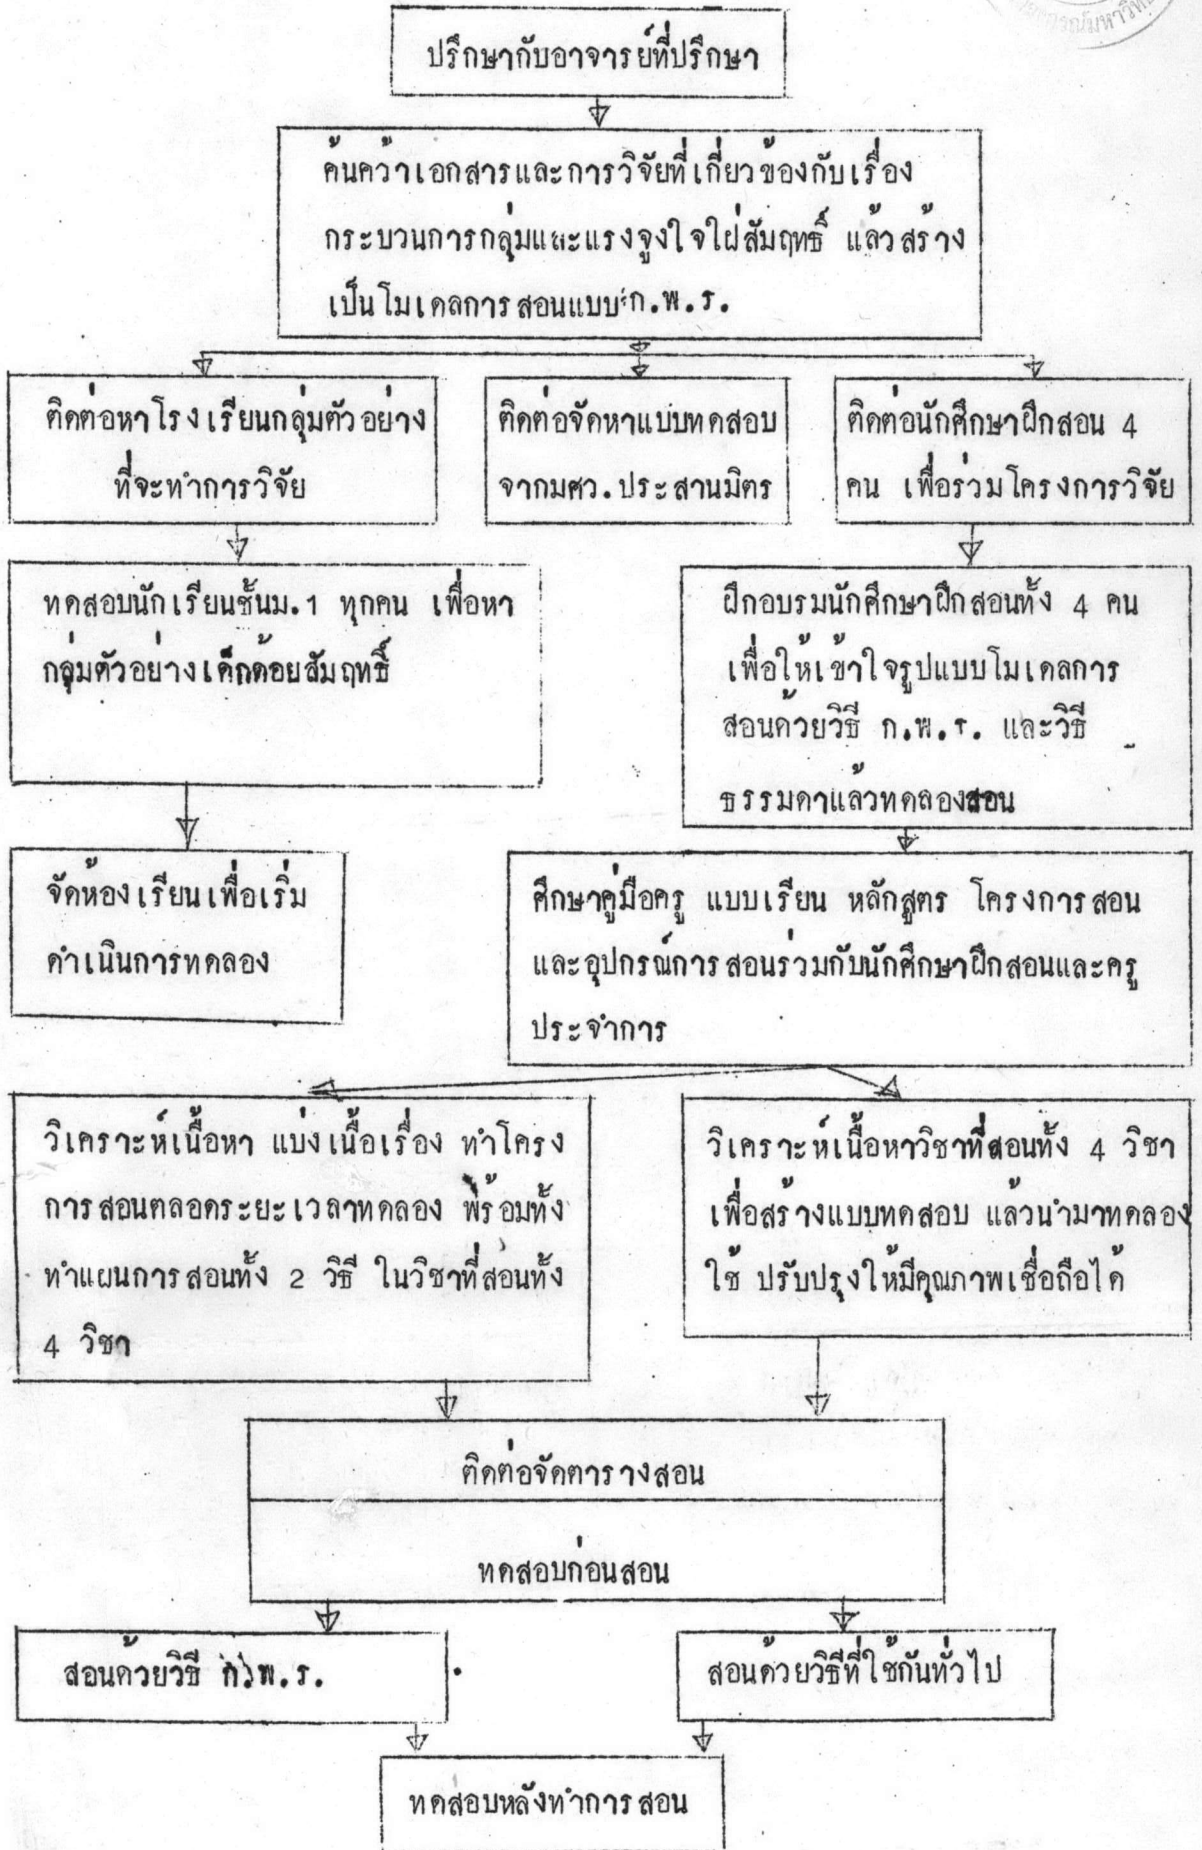 ปรึกษากับอาจารย์ที่ปรึกษา
ค้นคว้าเอกสารและการวิจัยที่เกี่ยวข้องกับเรื่อง
กระบวนการกลุ่มและแรงจูงใจใฝ่สัมฤทธิ์ แล้วสร้าง
เป็นโมเดลการสอนแบบ ก.พ.ร.
ติดต่อหาโรงเรียนกลุ่มตัวอย่าง
ที่จะทำการวิจัย
ติดต่อจัดหาแบบทดสอบ
จากมศว.ประสานมิตร
ติดต่อนักศึกษาฝึกสอน 4
คน เพื่อร่วมโครงการวิจัย
ทดสอบนักเรียนชั้นม.1 ทุกคน เพื่อหา
กลุ่มตัวอย่างเด็กด้อยสัมฤทธิ์
ฝึกอบรมนักศึกษาฝึกสอนทั้ง 4 คน
เพื่อให้เข้าใจรูปแบบโมเดลการ
สอนด้วยวิธี ก.พ.ร. และวิธี
ธรรมดาแล้วทดลองสอน
จัดห้องเรียนเพื่อเริ่ม
ดำเนินการทดลอง
ศึกษาคู่มือครู แบบเรียน หลักสูตร โครงการสอน
และอุปกรณ์การสอนร่วมกับนักศึกษาฝึกสอนและครู
ประจำการ
วิเคราะห์เนื้อหา แบ่งเนื้อเรื่อง ทำโครง
การสอนตลอดระยะเวลาทดลอง พร้อมทั้ง
ทำแผนการสอนทั้ง 2 วิธี ในวิชาที่สอนทั้ง
4 วิชา
วิเคราะห์เนื้อหาวิชาที่สอนทั้ง 4 วิชา
เพื่อสร้างแบบทดสอบ แล้วนำมาทดลอง
ใช้ ปรับปรุงให้มีคุณภาพเชื่อถือได้
ติดต่อจัดตารางสอน
ทดสอบก่อนสอน
สอนด้วยวิธี ก.พ.ร.
สอนด้วยวิธีที่ใช้กันทั่วไป
ทดสอบหลังทำการสอน